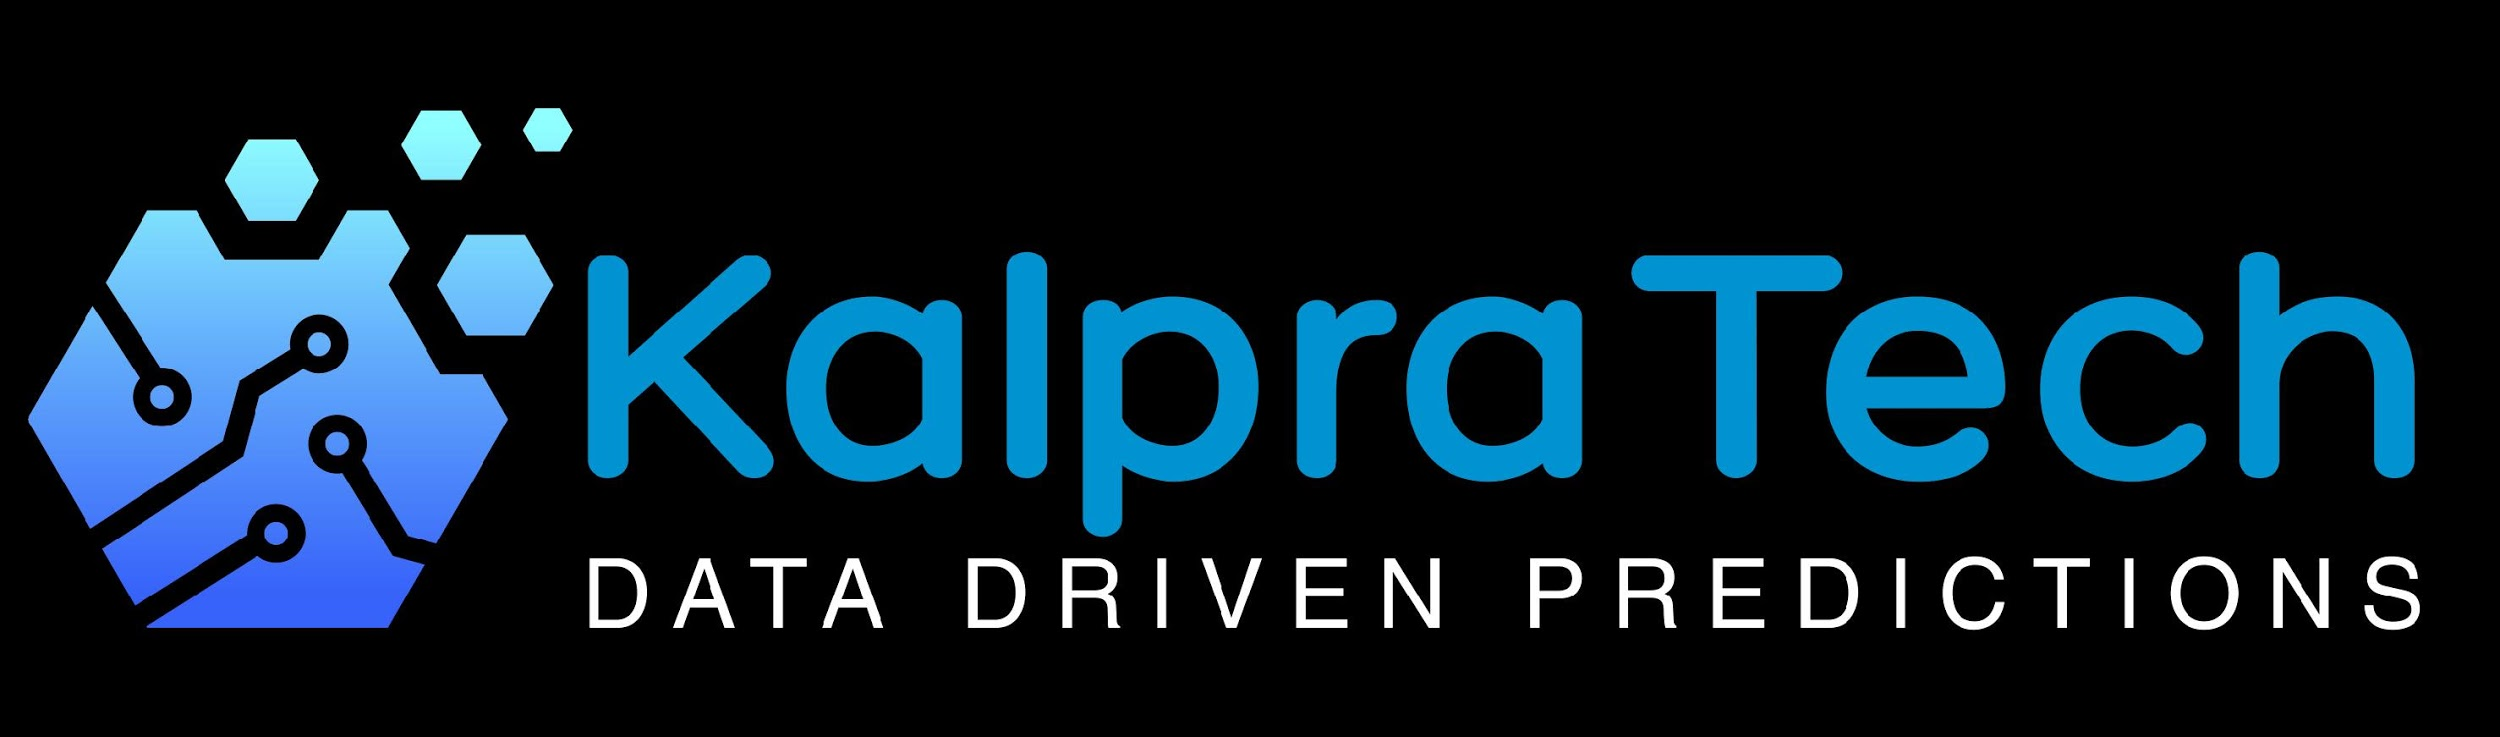 KalpraTech
DATA DRIVEN PREDICTIONS